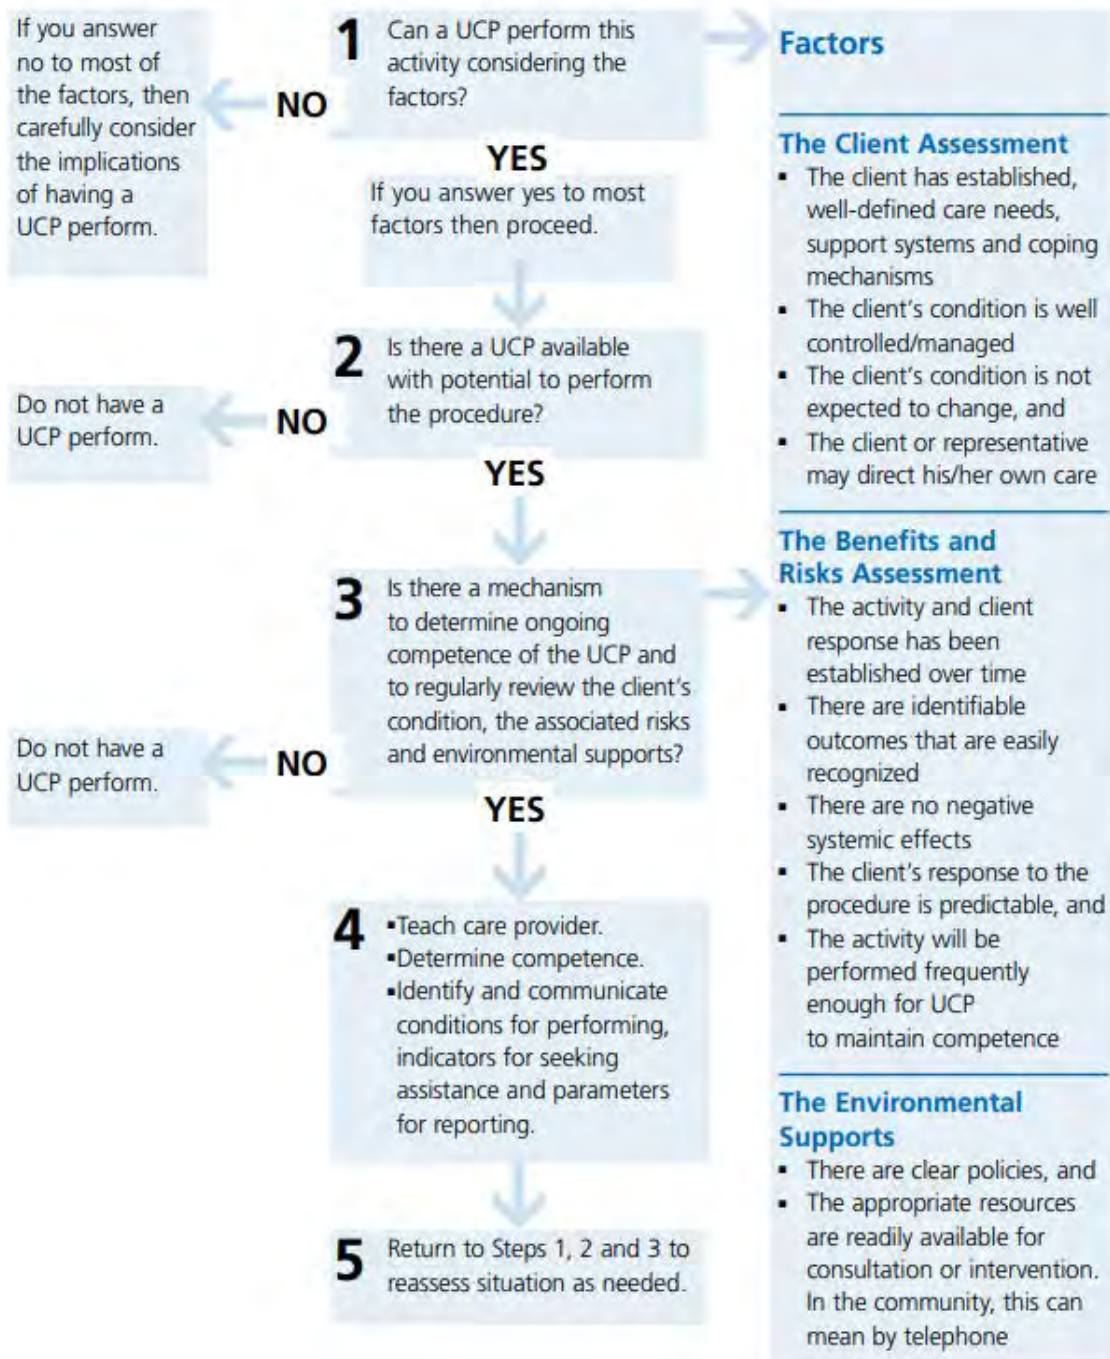 If you answer
no to most of
the factors, then
carefully consider
the implications
of having a
UCP perform.
NO
1
Can a UCP perform this
activity considering the
factors?
YES
If you answer yes to most
factors then proceed.
Do not have a
UCP perform.
NO
2
Is there a UCP available
with potential to perform
the procedure?
YES
Do not have a
UCP perform.
NO
3
Is there a mechanism
to determine ongoing
competence of the UCP and
to regularly review the client's
condition, the associated risks
and environmental supports?
YES
4
▪Teach care provider.
▪Determine competence.
▪Identify and communicate
conditions for performing,
indicators for seeking
assistance and parameters
for reporting.
5
Return to Steps 1, 2 and 3 to
reassess situation as needed.
Factors
The Client Assessment
▪ The client has established,
well-defined care needs,
support systems and coping
mechanisms
▪ The client's condition is well
controlled/managed
▪ The client's condition is not
expected to change, and
▪ The client or representative
may direct his/her own care
The Benefits and
Risks Assessment
▪ The activity and client
response has been
established over time
▪ There are identifiable
outcomes that are easily
recognized
▪ There are no negative
systemic effects
▪ The client's response to the
procedure is predictable, and
▪ The activity will be
performed frequently
enough for UCP
to maintain competence
The Environmental
Supports
▪ There are clear policies, and
▪ The appropriate resources
are readily available for
consultation or intervention.
In the community, this can
mean by telephone